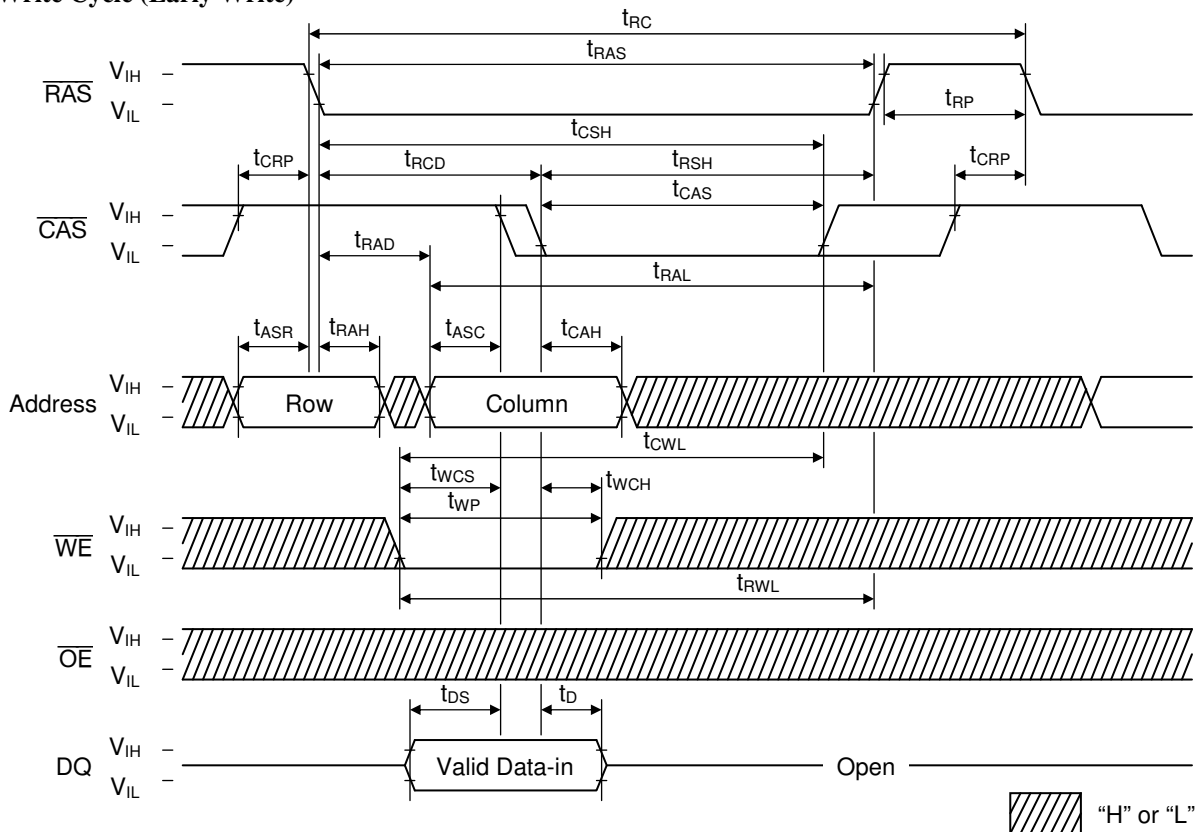 Write Cycle (Early Write)
tRC
tRAS
RAS
VIH
VIL
tRP
tCSH
tCRP
tRCD
tRSH
tCRP
tCAS
CAS
VIH
VIL
tRAD
tRAL
tASR
tRAH
tASC
tCAH
Address
VIH
VIL
Row
Column
tCWL
tWCS
tWCH
tWP
WE
VIH
VIL
tRWL
OE
VIH
VIL
tDS
tD
DQ
VIH
VIL
Valid Data-in
Open
“H” or “L”